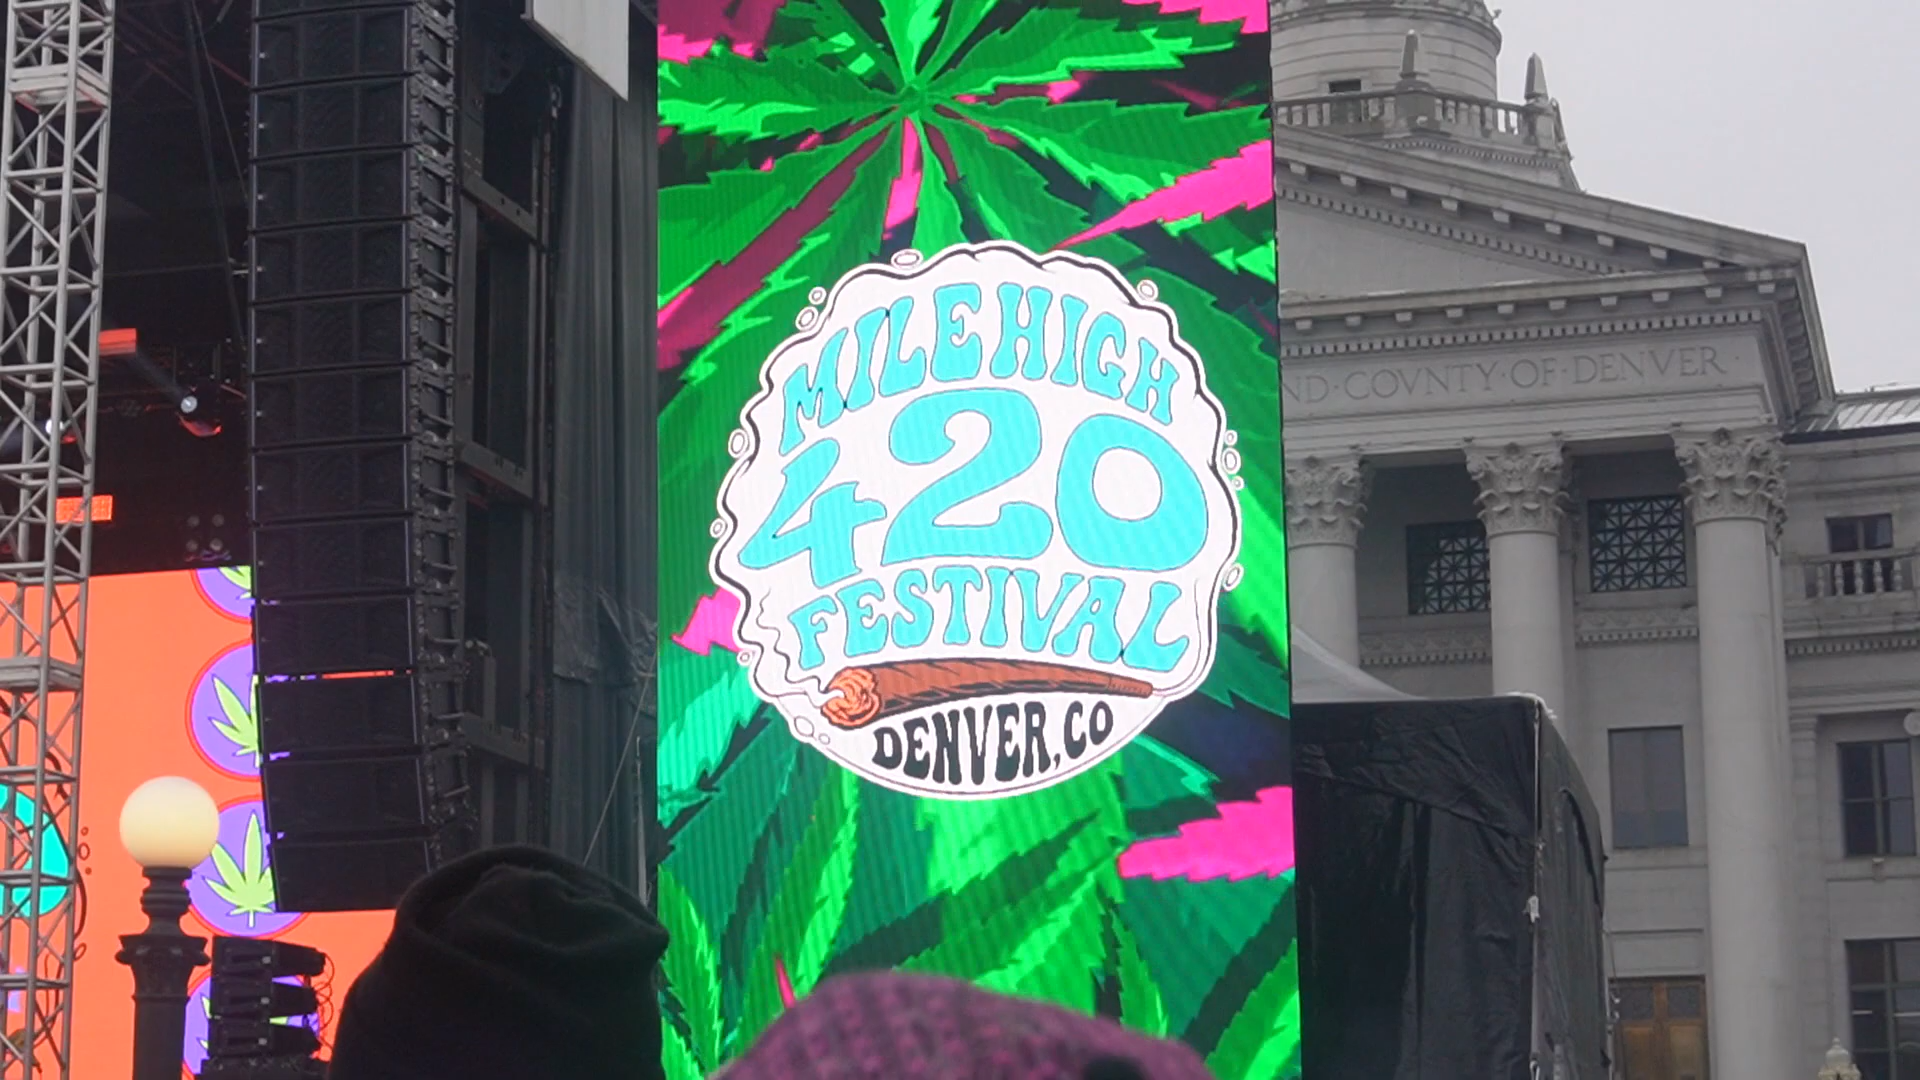 MILE HIGH
420
FESTIVAL
DENVER, CO
ND·COVNTY·OF·DENVER